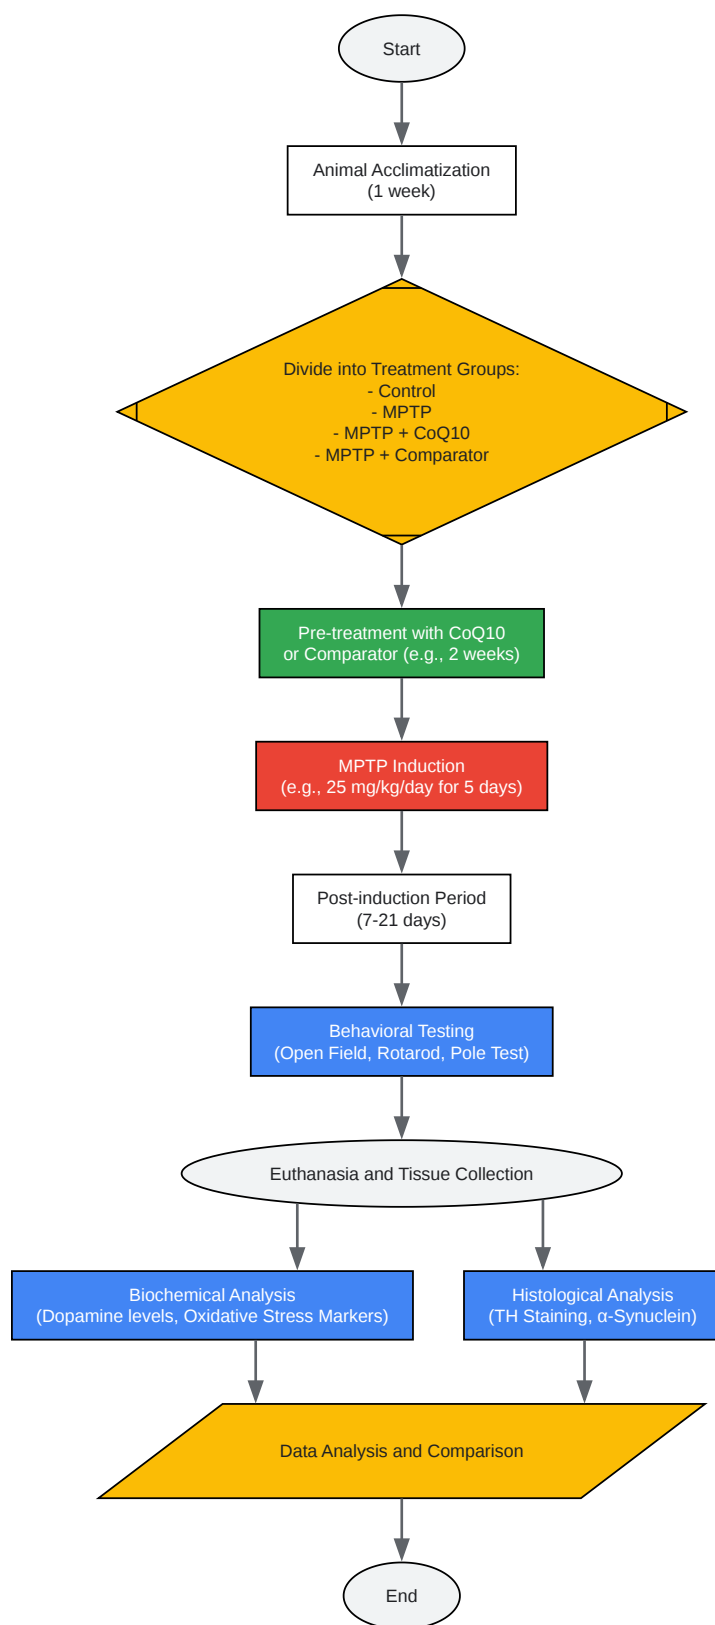 Start
Animal Acclimatization
(1 week)
Divide into Treatment Groups:
- Control
- MPTP
- MPTP + CoQ10
- MPTP + Comparator
Pre-treatment with CoQ10
or Comparator (e.g., 2 weeks)
MPTP Induction
(e.g., 25 mg/kg/day for 5 days)
Post-induction Period
(7-21 days)
Behavioral Testing
(Open Field, Rotarod, Pole Test)
Euthanasia and Tissue Collection
Biochemical Analysis
(Dopamine levels, Oxidative Stress Markers)
Histological Analysis
(TH Staining, α-Synuclein)
Data Analysis and Comparison
End